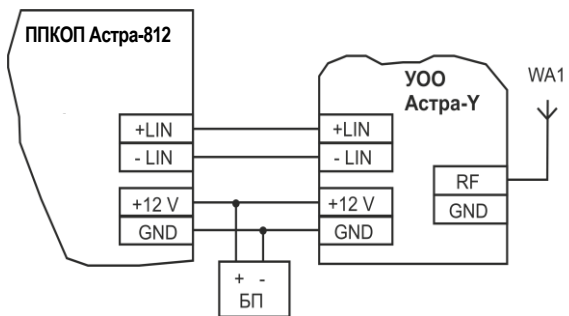 ППКОП Астра-812
+LIN
- LIN
+12 V
GND
УОО
Астра-Y
+LIN
- LIN
+12 V
GND
RF
GND
WA1
+ -
БП